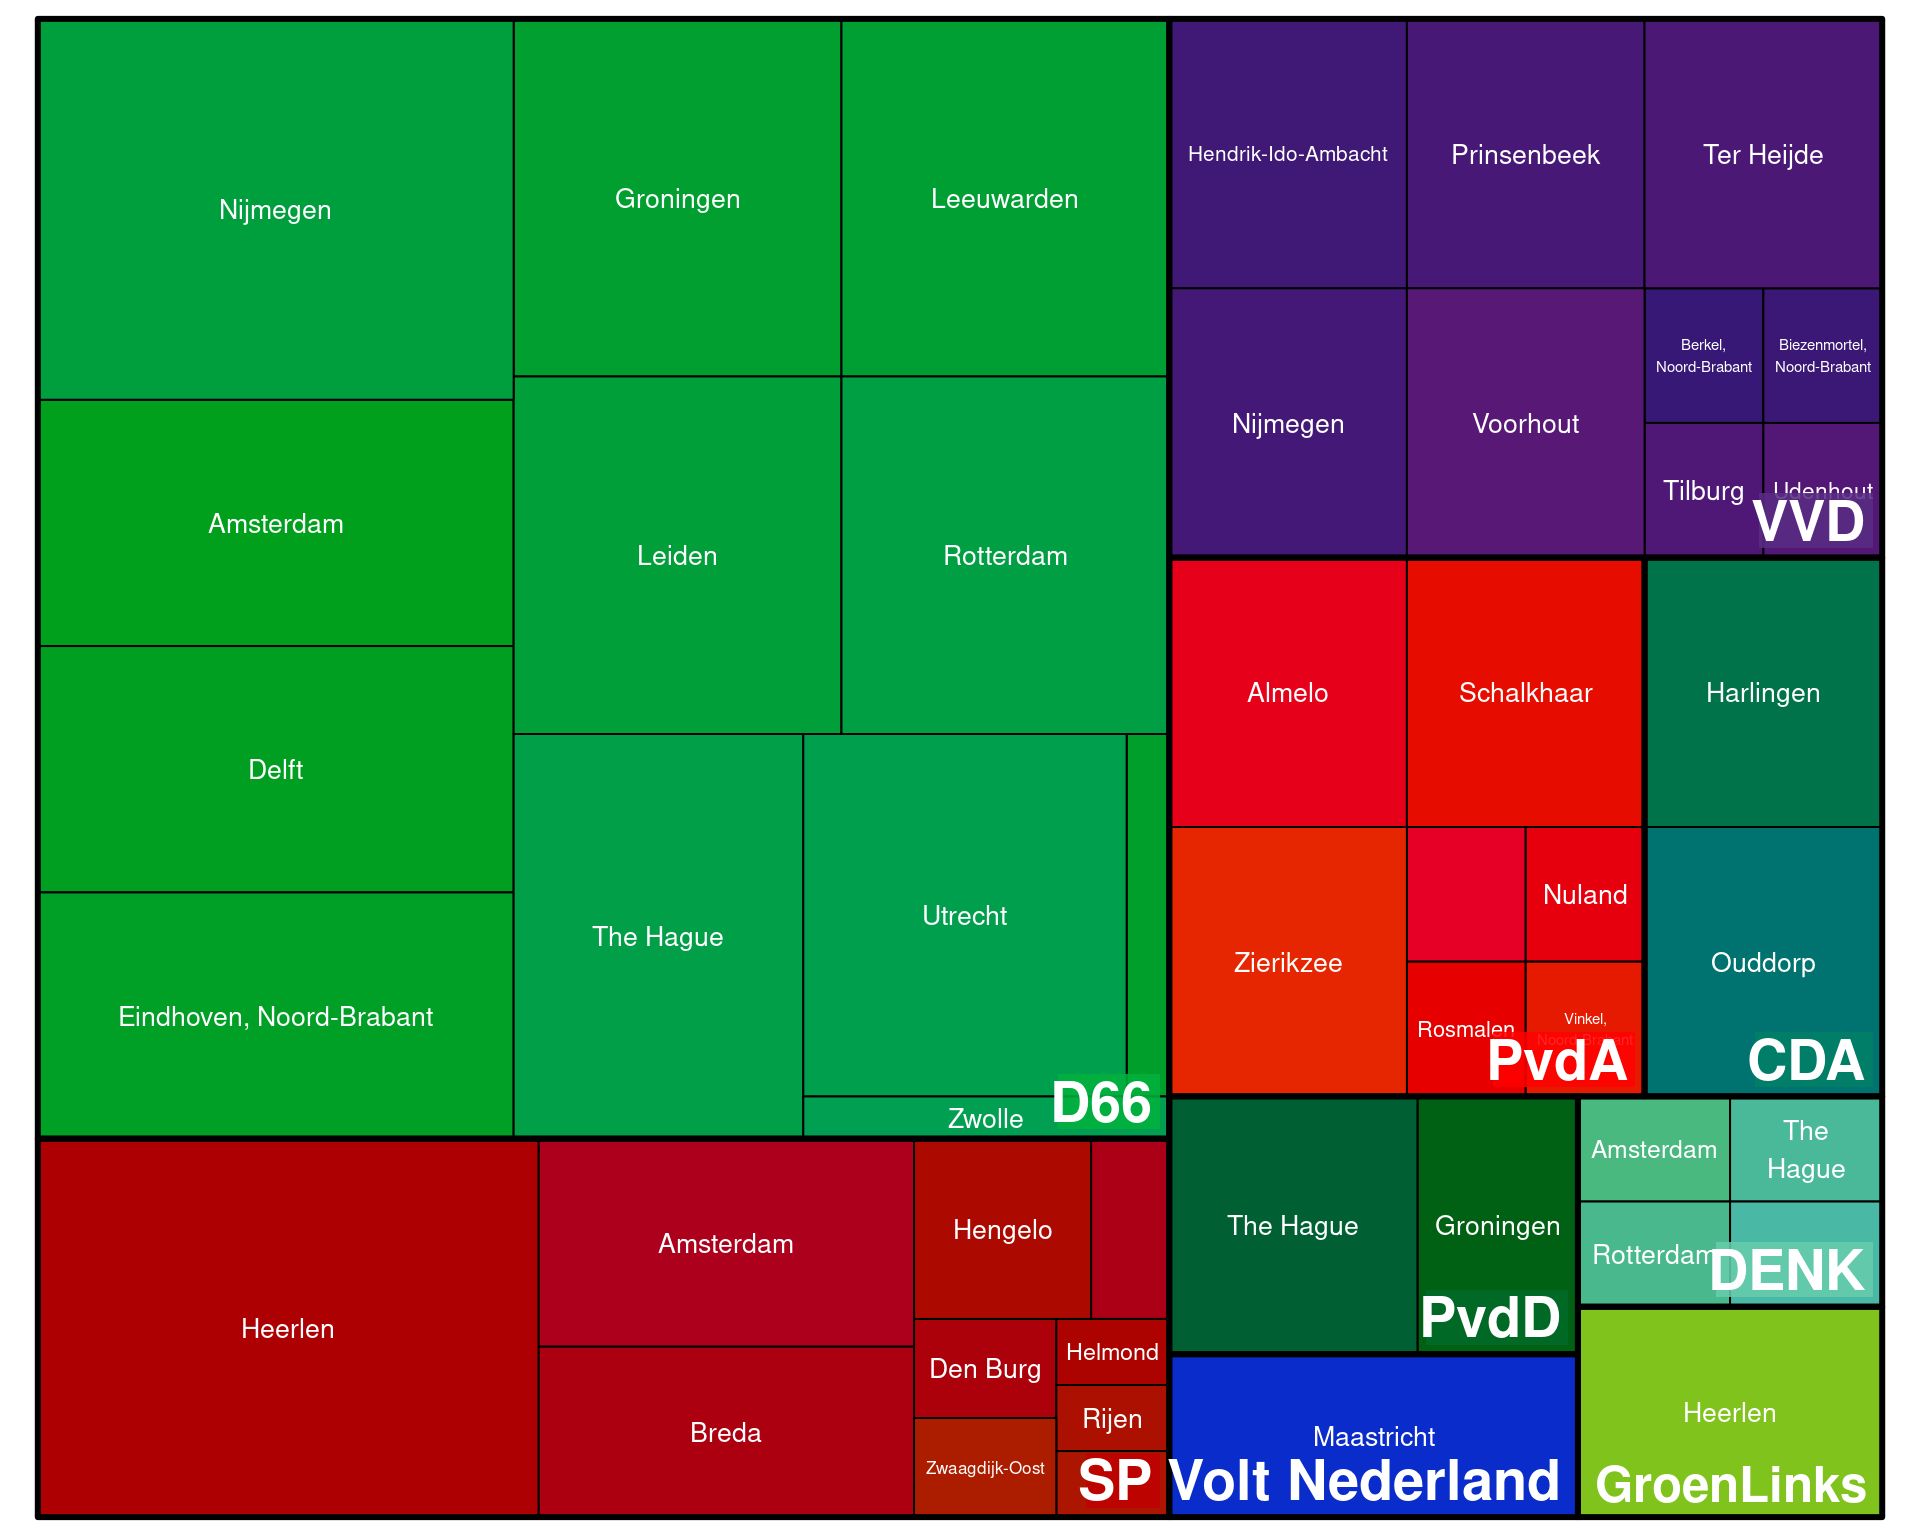 Nijmegen
Groningen
Leeuwarden
Amsterdam
Leiden
Rotterdam
Delft
Eindhoven, Noord-Brabant
The Hague
Utrecht
Zwolle
D66
Hendrik-Ido-Ambacht
Prinsenbeek
Ter Heijde
Nijmegen
Voorhout
Berkel,
Noord-Brabant
Biezenmortel,
Noord-Brabant
Tilburg
Udenhout
VVD
Almelo
Schalkhaar
Zierikzee
Nuland
Rosmalen
Vinkel,
Noord-Brabant
PvdA
Harlingen
Ouddorp
CDA
Heerlen
Amsterdam
Breda
Hengelo
Den Burg
Helmond
Rijen
Zwaagdijk-Oost
SP
The Hague
Groningen
PvdD
Amsterdam
The
Hague
Rotterdam
DENK
Maastricht
Volt Nederland
Heerlen
GroenLinks